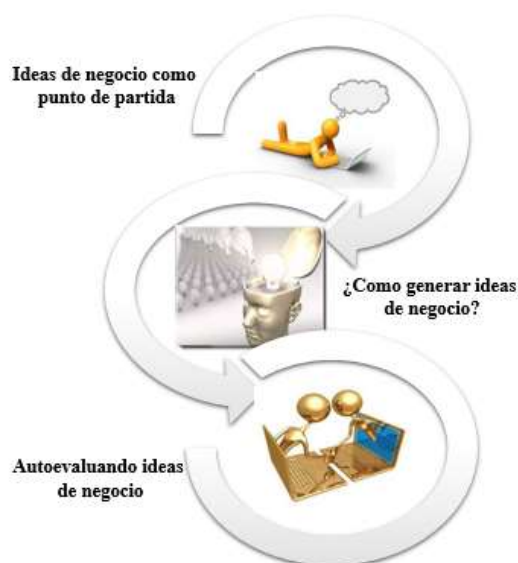 Ideas de negocio como
punto de partida
¿Como generar ideas
de negocio?
Autoevaluando ideas
de negocio